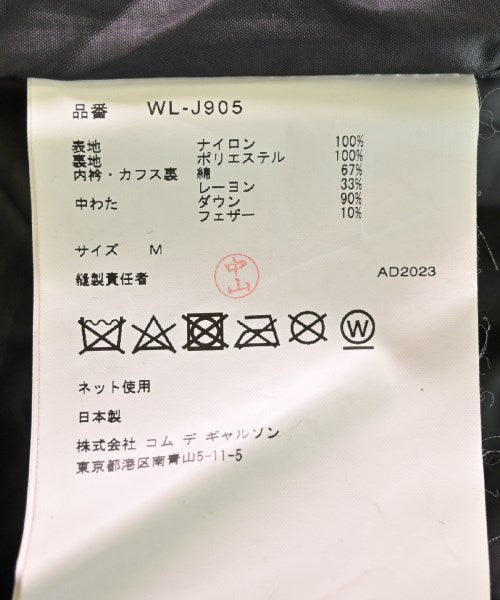 品番 WL-J905
表地 ナイロン 100%
裏地 ポリエステル 100%
内衿・カフス裏 綿 67%
レーヨン 33%
中わた ダウン 90%
フェザー 10%
サイズ M
縫製責任者 中山 AD2023
W
ネット使用
日本製
株式会社 コム デ ギャルソン
東京都港区南青山5-11-5